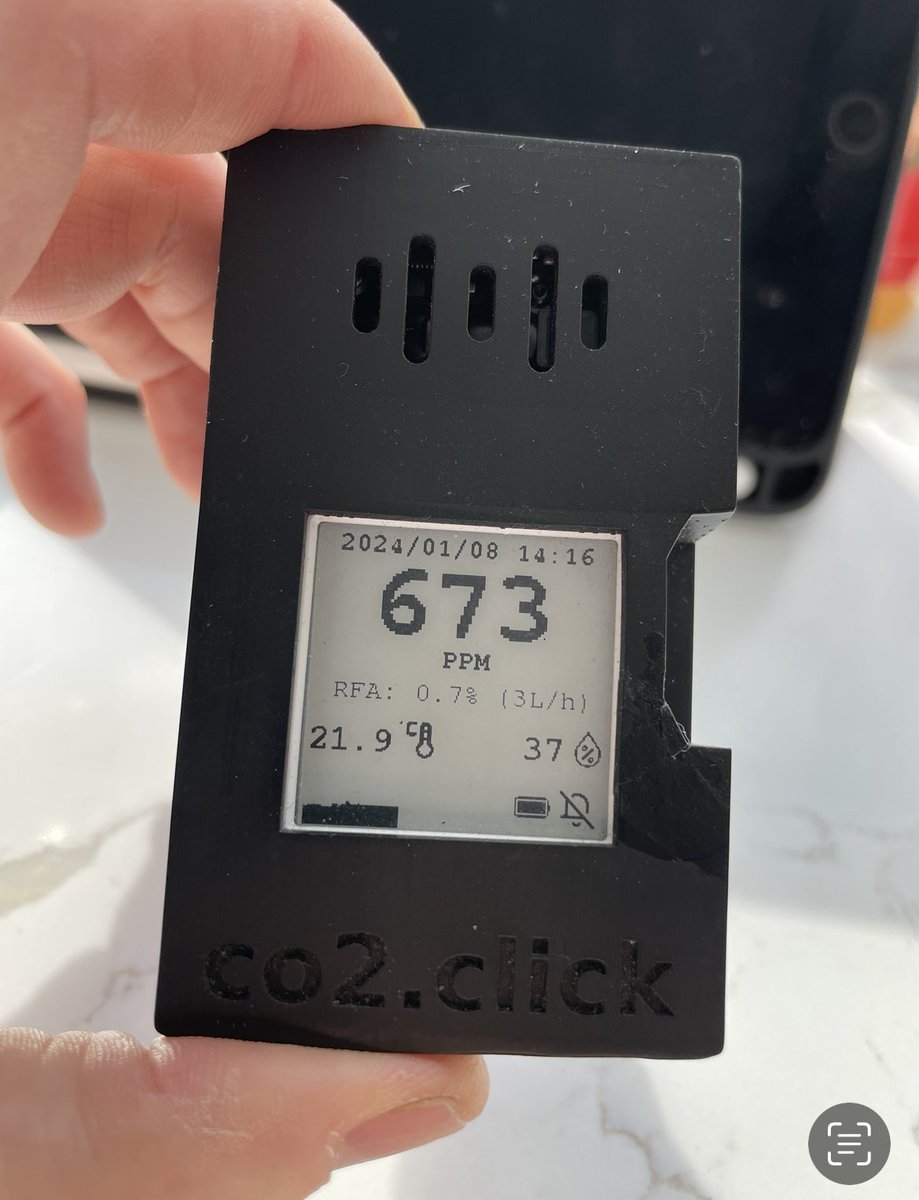 2024/01/08 14:16
673
PPM
RFA: 0.7% (3L/h)
21.9 °C 37 %
co2.click